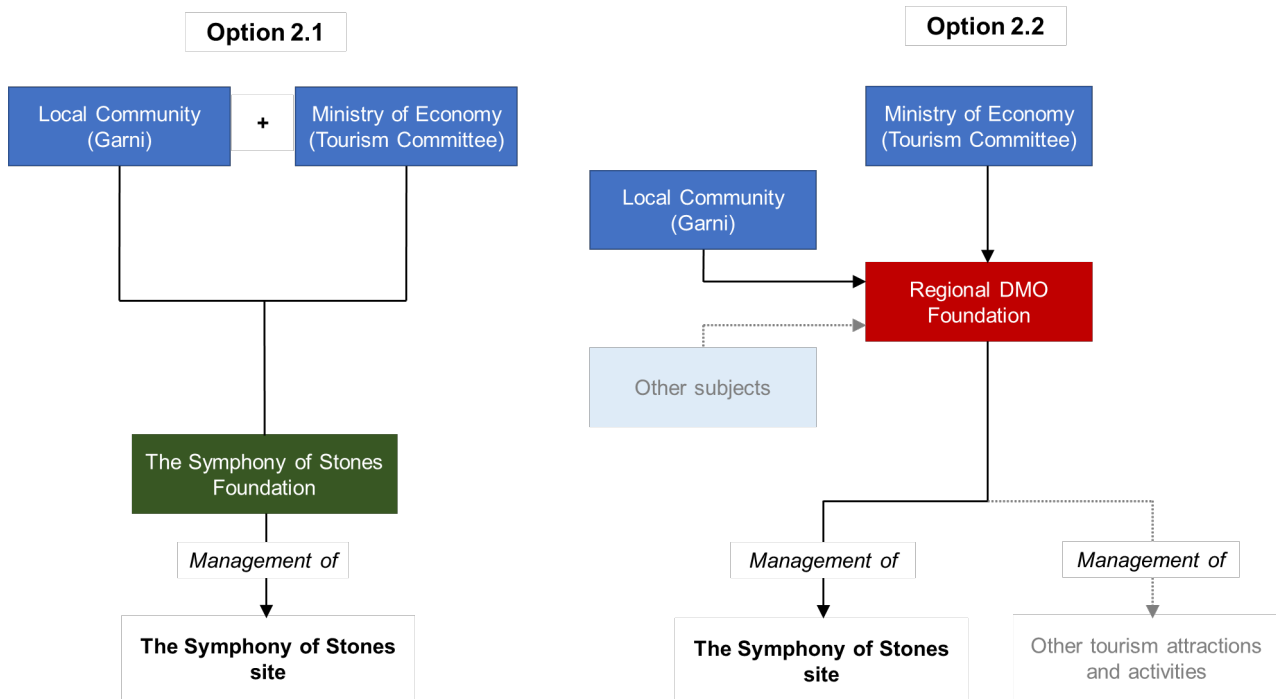 Option 2.1
Local Community
(Garni)
+
Ministry of Economy
(Tourism Committee)
The Symphony of Stones
Foundation
Management of
The Symphony of Stones
site
Option 2.2
Ministry of Economy
(Tourism Committee)
Local Community
(Garni)
Regional DMO
Foundation
Other subjects
Management of
The Symphony of Stones
site
Management of
Other tourism attractions
and activities